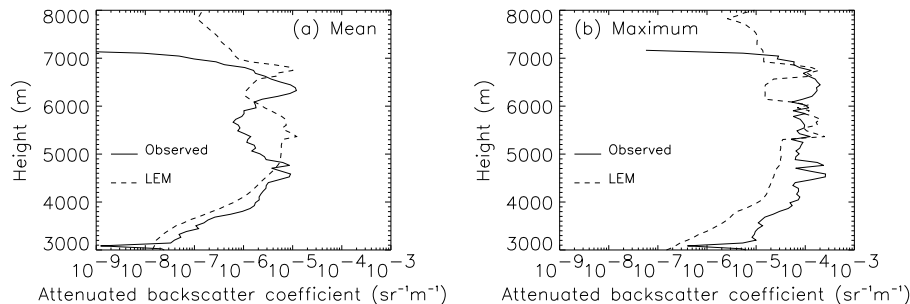 (a) Mean
8000
7000
6000
5000
4000
3000
Height (m)
Observed
LEM
10⁻⁹ 10⁻⁸ 10⁻⁷ 10⁻⁶ 10⁻⁵ 10⁻⁴ 10⁻³
Attenuated backscatter coefficient (sr⁻¹m⁻¹)
(b) Maximum
8000
7000
6000
5000
4000
3000
Height (m)
Observed
LEM
10⁻⁹ 10⁻⁸ 10⁻⁷ 10⁻⁶ 10⁻⁵ 10⁻⁴ 10⁻³
Attenuated backscatter coefficient (sr⁻¹m⁻¹)